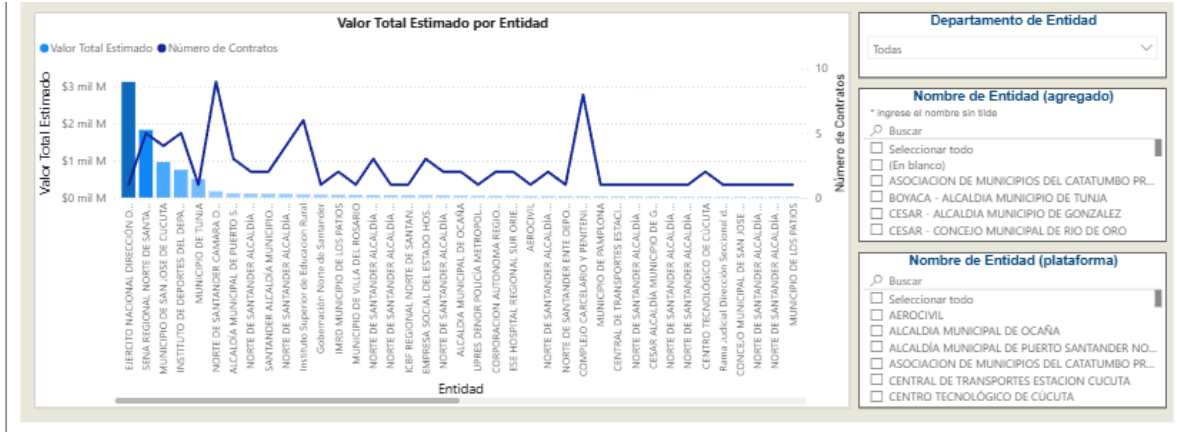 Valor Total Estimado por Entidad
Valor Total Estimado Número de Contratos
Valor Total Estimado
$3 mil M
$2 mil M
$1 mil M
$0 mil M
10
5
0
Número de Contratos
EJERCITO NACIONAL DIRECCIÓN D...
SENA REGIONAL NORTE DE SANTA...
MUNICIPIO DE SAN JOSE DE CUCUTA
INSTITUTO DE DEPORTES DEL DEPA...
MUNICIPIO DE TUNJA
NORTE DE SANTANDER CAMARA D...
ALCALDÍA MUNICIPAL DE PUERTO S...
NORTE DE SANTANDER ALCALDÍA ...
SANTANDER ALCALDÍA MUNICIPIO...
NORTE DE SANTANDER ALCALDÍA ...
Instituto Superior de Educacion Rural
Gobernación Norte de Santander
IMRD MUNICIPIO DE LOS PATIOS
MUNICIPIO DE VILLA DEL ROSARIO
NORTE DE SANTANDER ALCALDÍA ...
NORTE DE SANTANDER ALCALDÍA ...
ICBF REGIONAL NORTE DE SANTAN...
EMPRESA SOCIAL DEL ESTADO HOS...
NORTE DE SANTANDER ALCALDÍA ...
ALCALDIA MUNICIPAL DE OCAÑA
UPRES DENOR POLICÍA METROPOL...
CORPORACION AUTONOMA REGIO...
ESE HOSPITAL REGIONAL SUR ORIE...
AEROCIVIL
NORTE DE SANTANDER ALCALDÍA ...
NORTE DE SANTANDER ENTE DEPO...
COMPLEJO CARCELARIO Y PENITENI...
MUNICIPIO DE PAMPLONA
CENTRAL DE TRANSPORTES ESTACI...
NORTE DE SANTANDER ALCALDÍA ...
CESAR ALCALDÍA MUNICIPIO DE G...
NORTE DE SANTANDER ALCALDÍA ...
NORTE DE SANTANDER ALCALDÍA ...
CENTRO TECNOLÓGICO DE CÚCUTA
Rama Judicial Dirección Seccional d...
CONCEJO MUNICIPAL DE SAN JOSE ...
NORTE DE SANTANDER ALCALDÍA ...
NORTE DE SANTANDER ALCALDÍA ...
MUNICIPIO DE LOS PATIOS
Entidad
Departamento de Entidad
Todas
Nombre de Entidad (agregado)
* ingrese el nombre sin tilde
Buscar
Seleccionar todo
(En blanco)
ASOCIACION DE MUNICIPIOS DEL CATATUMBO PR...
BOYACA - ALCALDIA MUNICIPIO DE TUNJA
CESAR - ALCALDIA MUNICIPIO DE GONZALEZ
CESAR - CONCEJO MUNICIPAL DE RIO DE ORO
Nombre de Entidad (plataforma)
Buscar
Seleccionar todo
AEROCIVIL
ALCALDIA MUNICIPAL DE OCAÑA
ALCALDÍA MUNICIPAL DE PUERTO SANTANDER NO...
ASOCIACIÓN DE MUNICIPIOS DEL CATATUMBO PR...
CENTRAL DE TRANSPORTES ESTACION CUCUTA
CENTRO TECNOLÓGICO DE CÚCUTA